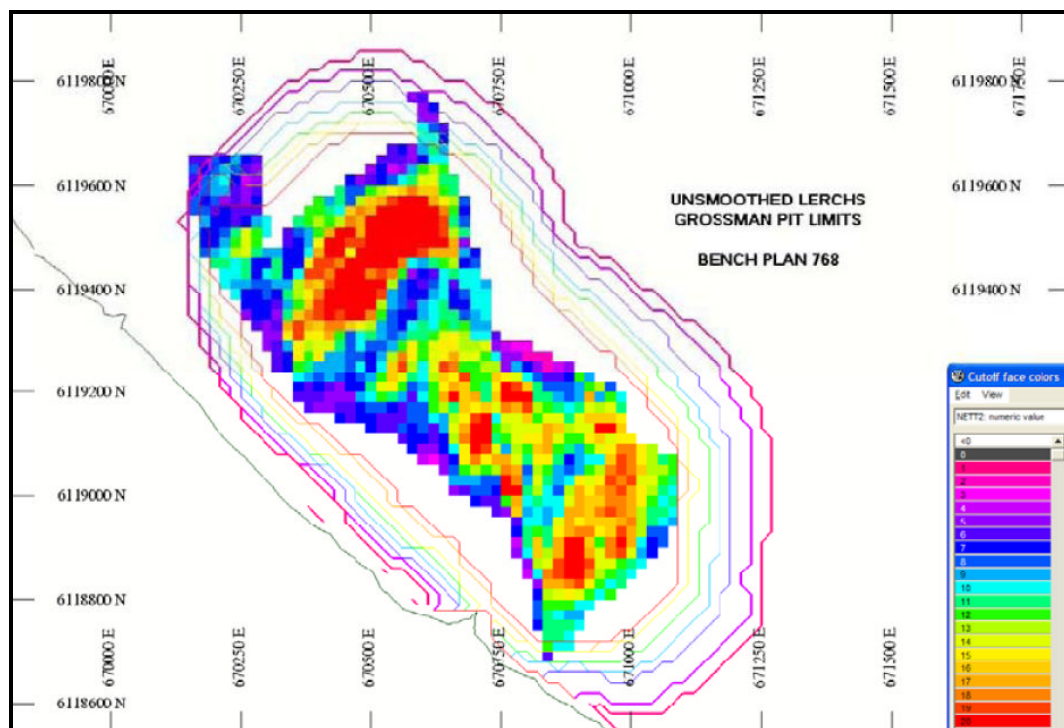 670000 E
670250 E
670500 E
670750 E
671000 E
671250 E
671500 E
671750 E
6119800 N
6119800 N
6119600 N
6119600 N
UNSMOOTHED LERCHS
GROSSMAN PIT LIMITS
BENCH PLAN 768
6119400 N
6119400 N
6119200 N
6119000 N
6118800 N
6118600 N
670000 E
670250 E
670500 E
670750 E
671000 E
671250 E
671500 E
Cutoff face colors
Edit View
NETT2: numeric value
<0
0
1
2
3
4
5
6
7
8
9
10
11
12
13
14
15
16
17
18
19
20